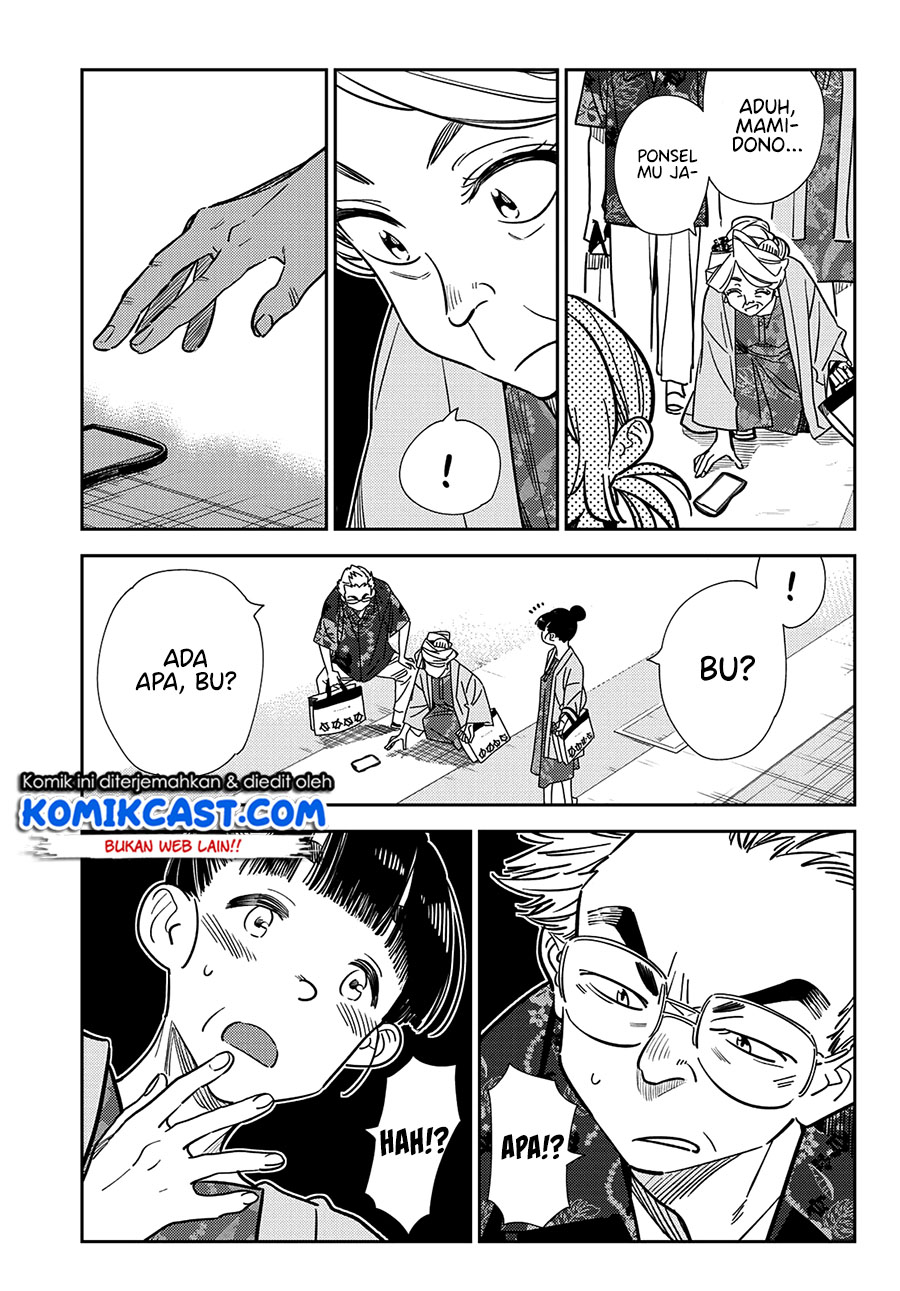 ADUH,
MAMI-
DONO...
PONSEL
MU JA-
!
!
BU?
ADA
APA, BU?
Komik ini diterjemahkan & diedit oleh
KOMIKCAST.COM
BUKAN WEB LAIN!!
APA!?
HAH!?